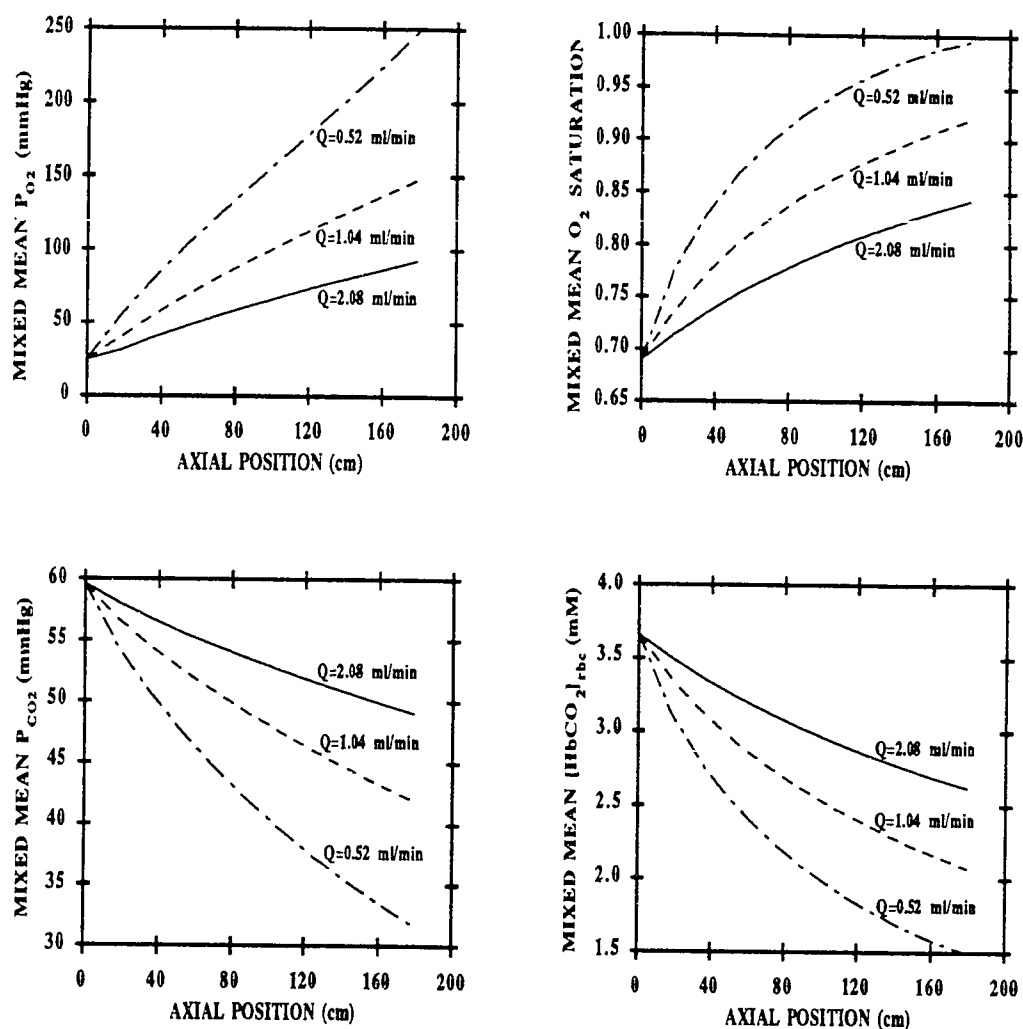 MIXED MEAN P_O2 (mmHg)
250
200
150
100
50
0
Q=0.52 ml/min
Q=1.04 ml/min
Q=2.08 ml/min
0 40 80 120 160 200
AXIAL POSITION (cm)
MIXED MEAN O2 SATURATION
1.00
0.95
0.90
0.85
0.80
0.75
0.70
0.65
Q=0.52 ml/min
Q=1.04 ml/min
Q=2.08 ml/min
0 40 80 120 160 200
AXIAL POSITION (cm)
MIXED MEAN P_CO2 (mmHg)
60
55
50
45
40
35
30
Q=2.08 ml/min
Q=1.04 ml/min
Q=0.52 ml/min
0 40 80 120 160 200
AXIAL POSITION (cm)
MIXED MEAN [HbCO2]rbc (mM)
4.0
3.5
3.0
2.5
2.0
1.5
Q=2.08 ml/min
Q=1.04 ml/min
Q=0.52 ml/min
0 40 80 120 160 200
AXIAL POSITION (cm)